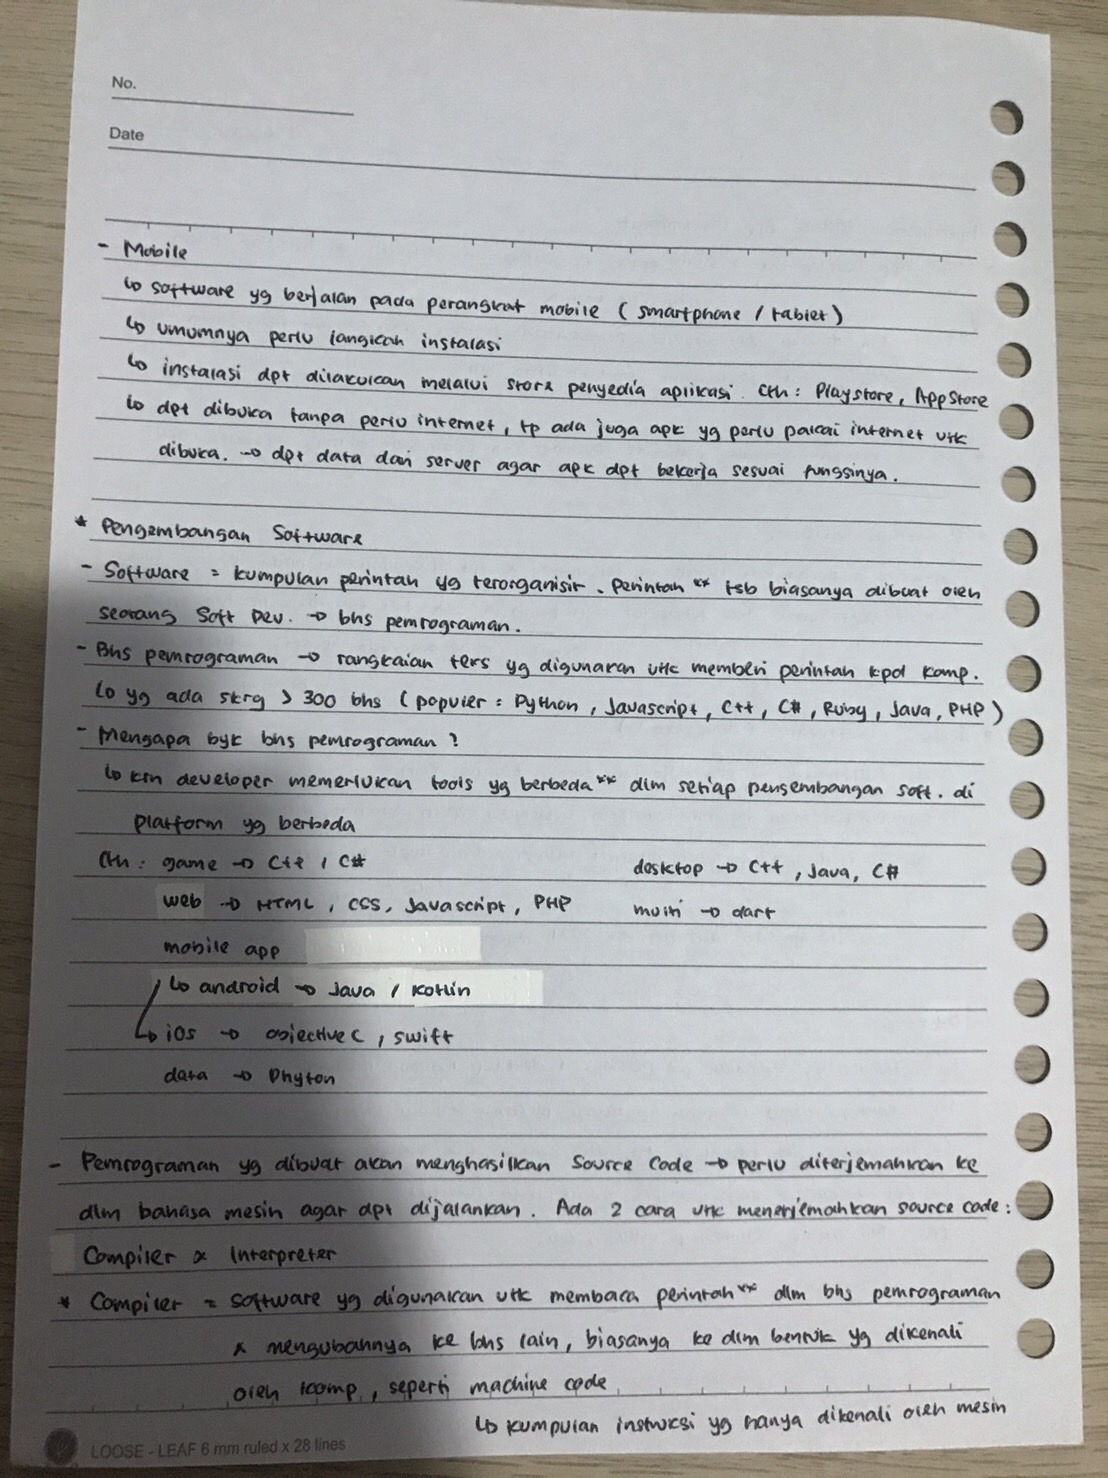 No.
Date
- Mobile
↳ software yg berjalan pada perangkat mobile ( smartphone / tablet )
↳ umumnya perlu langkah instalasi
↳ instalasi dpt dilakukan melalui store penyedia aplikasi. Cth : Playstore, AppStore
↳ dpt dibuka tanpa perlu internet, tp ada juga apk yg perlu pakai internet utk
dibuka. → dpt data dari server agar apk dpt bekerja sesuai fungsinya.
* Pengembangan Software
- Software = kumpulan perintah yg terorganisir. Perintah ** tsb biasanya dibuat oleh
seorang Soft Dev. → bhs pemrograman.
- Bhs pemrograman → rangkaian teks yg digunakan utk memberi perintah kpd komp.
↳ yg ada skrg > 300 bhs ( populer : Python, Javascript, C++, C#, Ruby, Java, PHP )
- Mengapa byk bhs pemrograman ?
↳ krn developer memerlukan tools yg berbeda ** dlm setiap pengembangan soft. di
platform yg berbeda
Cth : game → C++ / C# desktop → C++, Java, C#
web → HTML, CSS, Javascript, PHP multi → dart
mobile app
↳ android → Java / Kotlin
↳ iOS → objective C, swift
data → Phyton
- Pemrograman yg dibuat akan menghasilkan Source Code → perlu diterjemahkan ke
dlm bahasa mesin agar dpt dijalankan. Ada 2 cara utk menerjemahkan source code :
Compiler & Interpreter
* Compiler = software yg digunakan utk membaca perintah ** dlm bhs pemrograman
& mengubahnya ke bhs lain, biasanya ke dlm bentuk yg dikenali
oleh komp, seperti machine code
↳ kumpulan instruksi yg hanya dikenali oleh mesin
LOOSE - LEAF 6 mm ruled x 28 lines